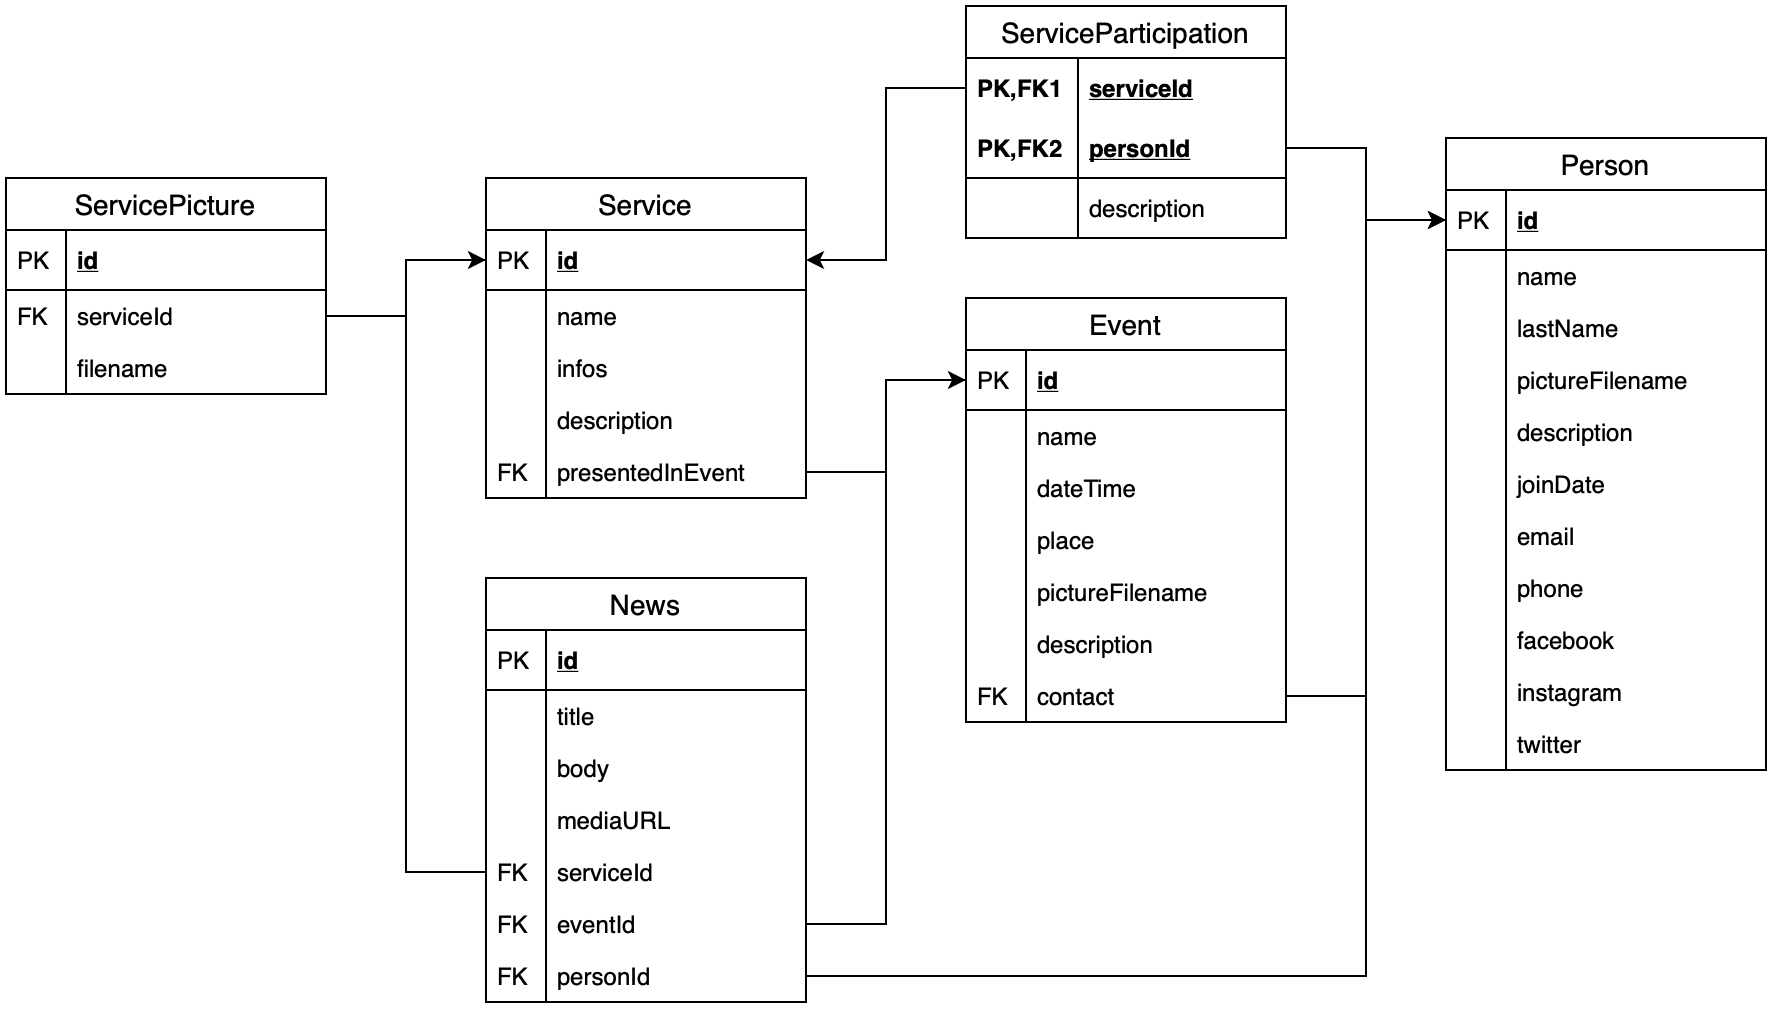 ServicePicture
PK id
FK serviceId
filename
Service
PK id
name
infos
description
FK presentedInEvent
News
PK id
title
body
mediaURL
FK serviceId
FK eventId
FK personId
ServiceParticipation
PK,FK1 serviceId
PK,FK2 personId
description
Event
PK id
name
dateTime
place
pictureFilename
description
FK contact
Person
PK id
name
lastName
pictureFilename
description
joinDate
email
phone
facebook
instagram
twitter